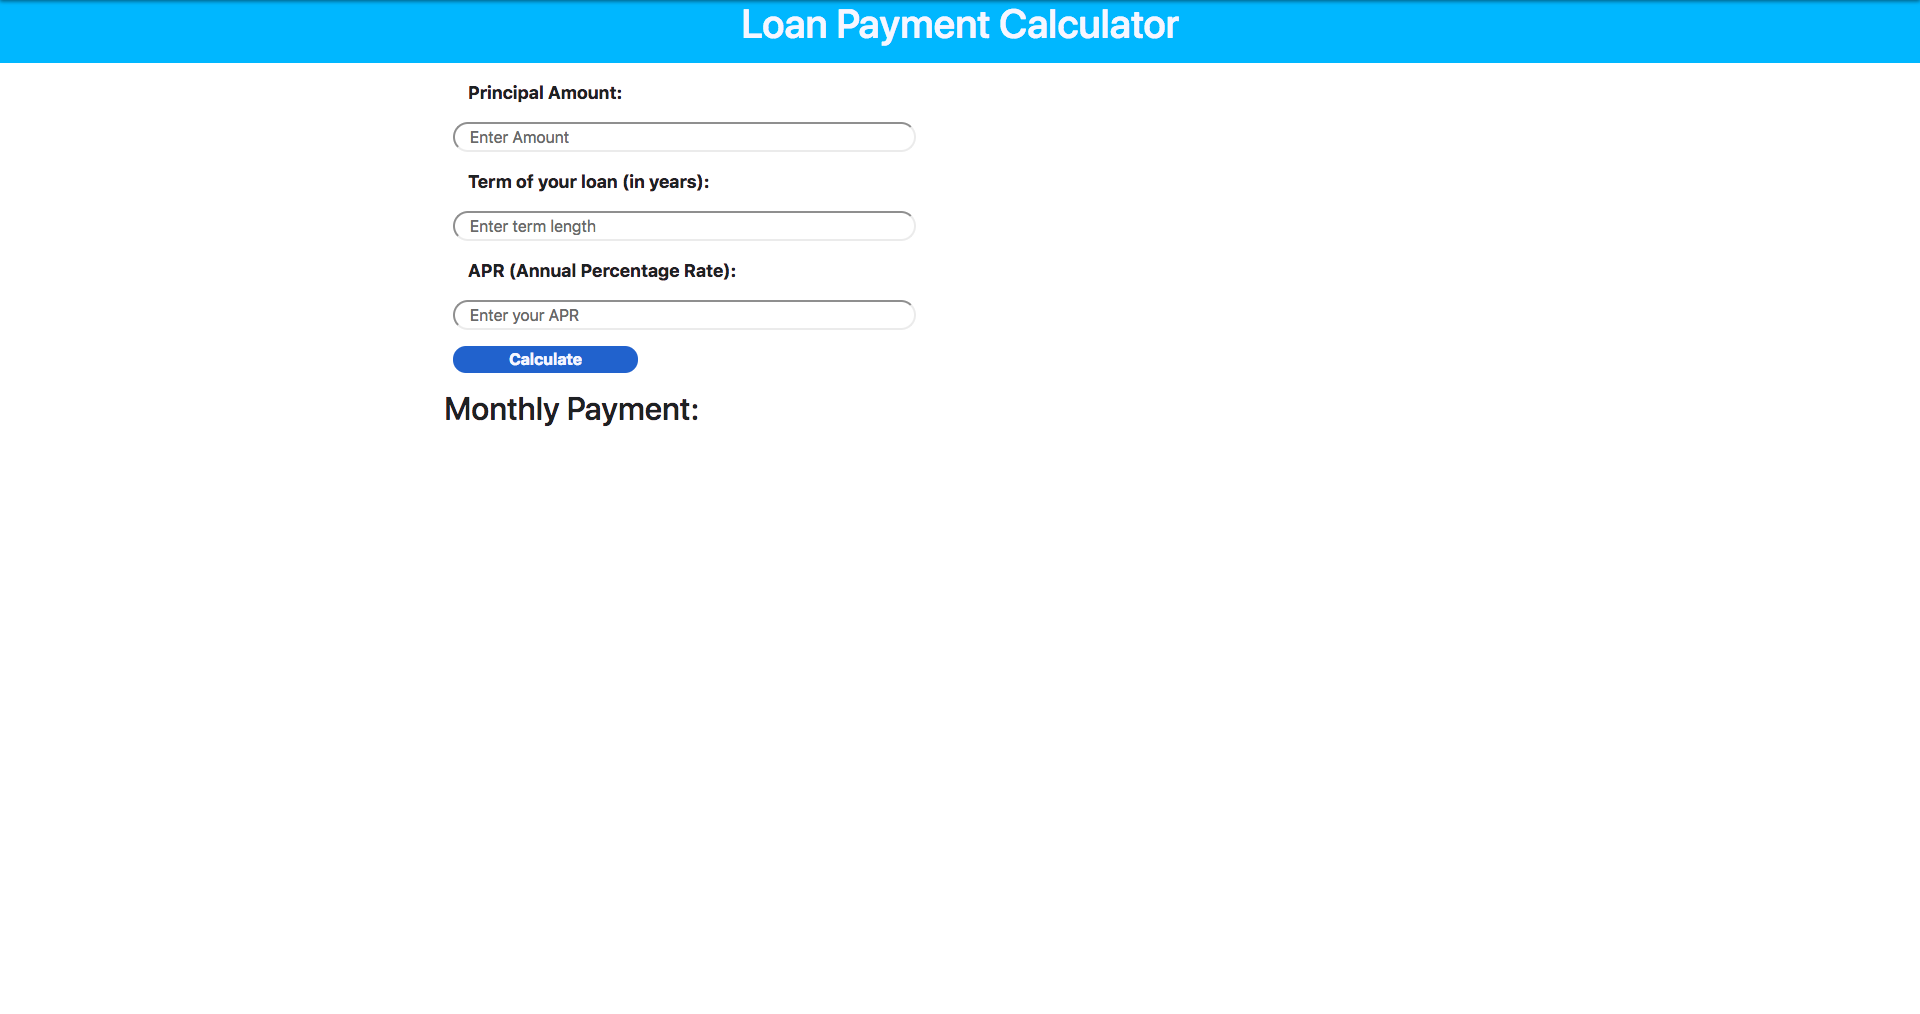 Loan Payment Calculator
Principal Amount:
Enter Amount
Term of your loan (in years):
Enter term length
APR (Annual Percentage Rate):
Enter your APR
Calculate
Monthly Payment: